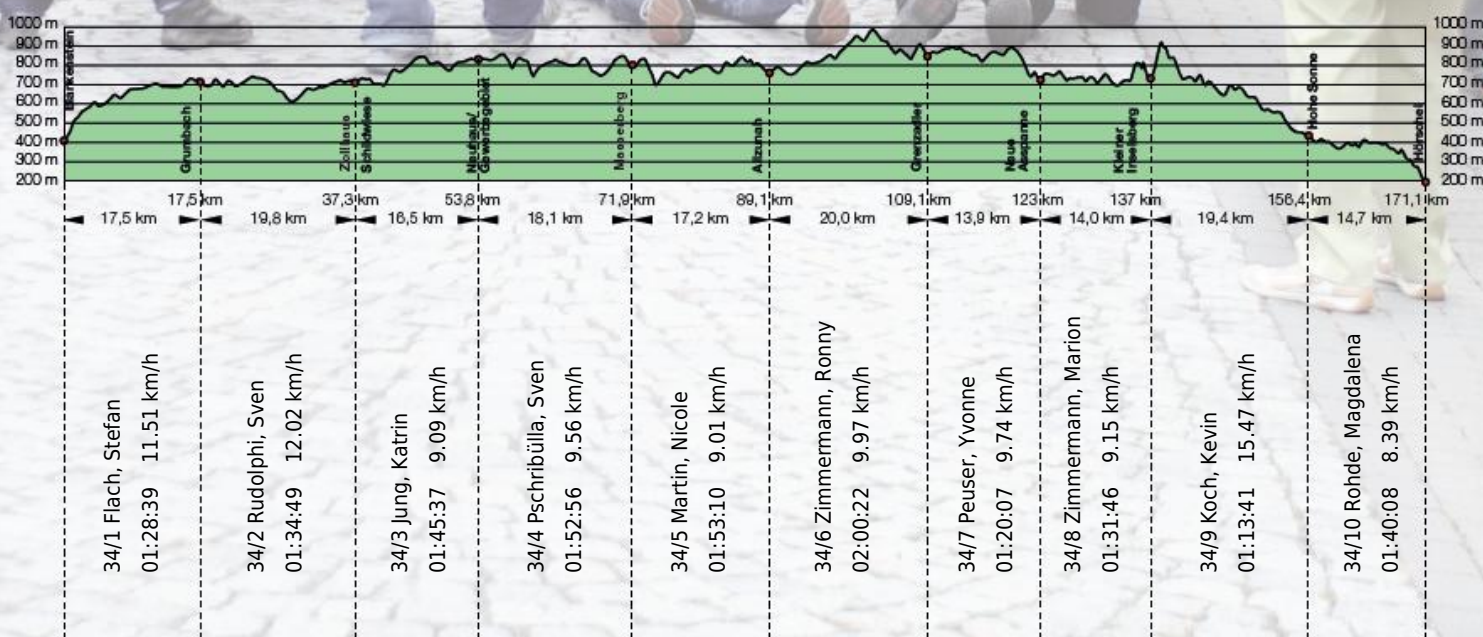 1000 m
900 m
800 m
700 m
600 m
500 m
400 m
300 m
200 m
1000 m
900 m
800 m
700 m
600 m
500 m
400 m
300 m
200 m
Blankenstein
Grumbach
Zollhaus
Schildwiese
Neuhaus/
Masserberg
Allzunah
Grenzadler
Neue
Ausspanne
Kleiner
Inselsberg
Hohe Sonne
Hörschel
17,5 km
37,3 km
53,8 km
71,9 km
89,1 km
109,1 km
123 km
137 km
156,4 km
171,1 km
17,5 km
19,8 km
16,5 km
18,1 km
17,2 km
20,0 km
13,9 km
14,0 km
19,4 km
14,7 km
34/1 Flach, Stefan
01:28:39 11.51 km/h
34/2 Rudolphi, Sven
01:34:49 12.02 km/h
34/3 Jung, Katrin
01:45:37 9.09 km/h
34/4 Pschribülla, Sven
01:52:56 9.56 km/h
34/5 Martin, Nicole
01:53:10 9.01 km/h
34/6 Zimmermann, Ronny
02:00:22 9.97 km/h
34/7 Peuser, Yvonne
01:20:07 9.74 km/h
34/8 Zimmermann, Marion
01:31:46 9.15 km/h
34/9 Koch, Kevin
01:13:41 15.47 km/h
34/10 Rohde, Magdalena
01:40:08 8.39 km/h